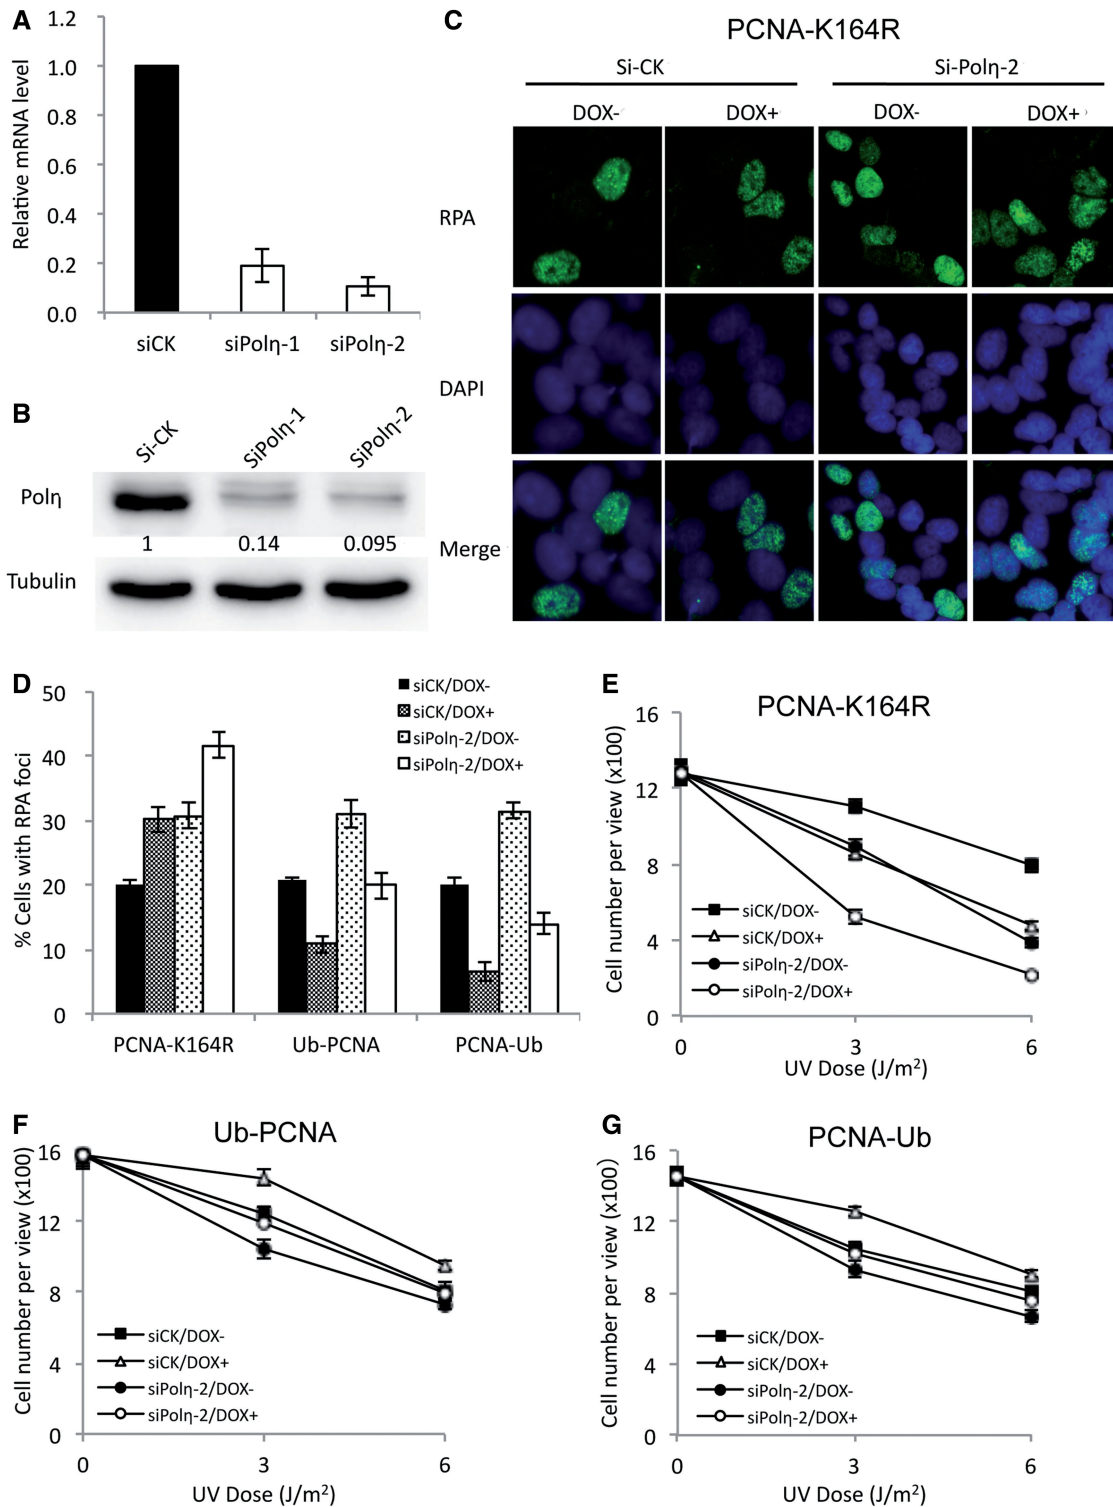 A
Relative mRNA level
1.2
1.0
0.8
0.6
0.4
0.2
0.0
siCK
siPolη-1
siPolη-2
B
Si-CK
SiPolη-1
SiPolη-2
Polη
1
0.14
0.095
Tubulin
C
PCNA-K164R
Si-CK
Si-Polη-2
DOX-
DOX+
DOX-
DOX+
RPA
DAPI
Merge
D
% Cells with RPA foci
50
40
30
20
10
0
siCK/DOX-
siCK/DOX+
siPolη-2/DOX-
siPolη-2/DOX+
PCNA-K164R
Ub-PCNA
PCNA-Ub
E
PCNA-K164R
Cell number per view (x100)
16
12
8
4
0
siCK/DOX-
siCK/DOX+
siPolη-2/DOX-
siPolη-2/DOX+
0
3
6
UV Dose (J/m²)
F
Ub-PCNA
Cell number per view (x100)
16
12
8
4
0
siCK/DOX-
siCK/DOX+
siPolη-2/DOX-
siPolη-2/DOX+
0
3
6
UV Dose (J/m²)
G
PCNA-Ub
Cell number per view (x100)
16
12
8
4
0
siCK/DOX-
siCK/DOX+
siPolη-2/DOX-
siPolη-2/DOX+
0
3
6
UV Dose (J/m²)